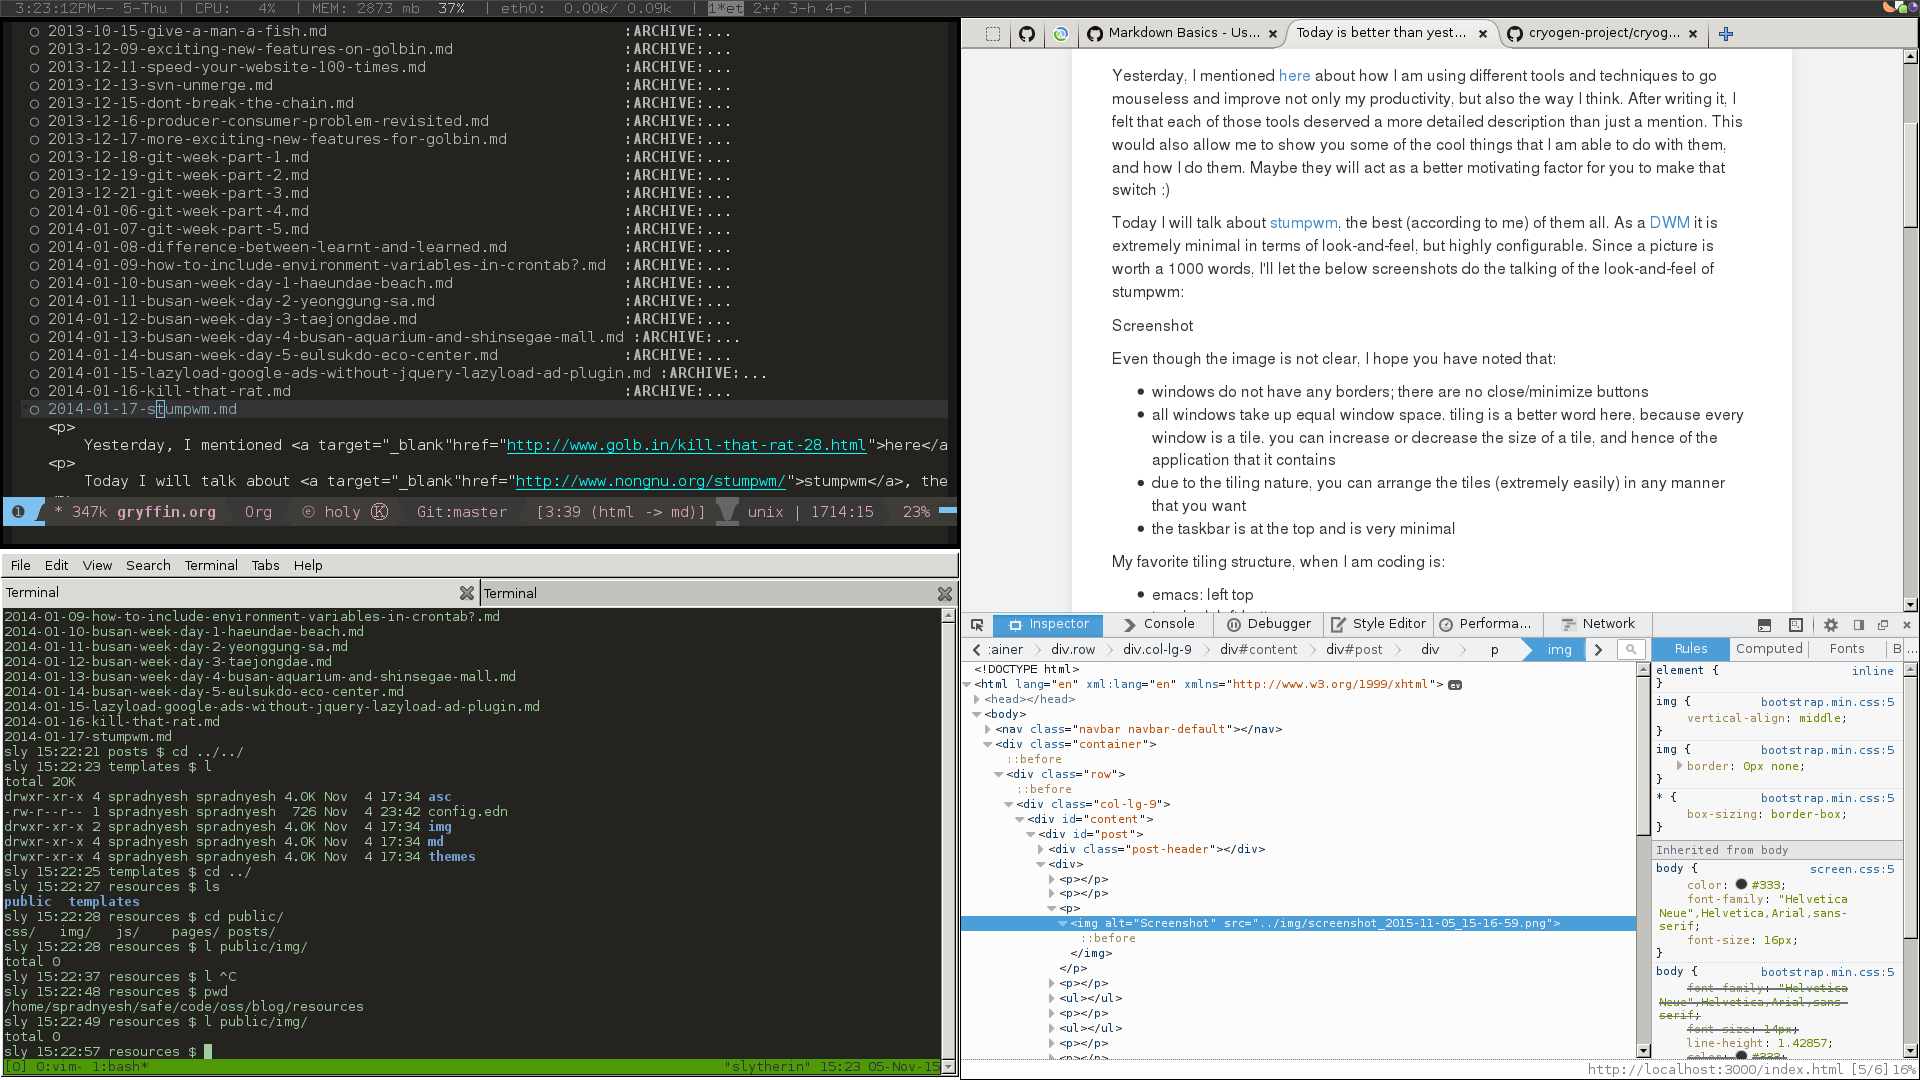 3:23:12PM-- 5-Thu | CPU:   4%  | MEM: 2873 mb  37%  | eth0:  0.00k/ 0.09k  | 1*et 2+f 3-h 4-c |
2013-10-15-give-a-man-a-fish.md :ARCHIVE:...
2013-12-09-exciting-new-features-on-golbin.md :ARCHIVE:...
2013-12-11-speed-your-website-100-times.md :ARCHIVE:...
2013-12-13-svn-unmerge.md :ARCHIVE:...
2013-12-15-dont-break-the-chain.md :ARCHIVE:...
2013-12-16-producer-consumer-problem-revisited.md :ARCHIVE:...
2013-12-17-more-exciting-new-features-for-golbin.md :ARCHIVE:...
2013-12-18-git-week-part-1.md :ARCHIVE:...
2013-12-19-git-week-part-2.md :ARCHIVE:...
2013-12-21-git-week-part-3.md :ARCHIVE:...
2014-01-06-git-week-part-4.md :ARCHIVE:...
2014-01-07-git-week-part-5.md :ARCHIVE:...
2014-01-08-difference-between-learnt-and-learned.md :ARCHIVE:...
2014-01-09-how-to-include-environment-variables-in-crontab?.md :ARCHIVE:...
2014-01-10-busan-week-day-1-haeundae-beach.md :ARCHIVE:...
2014-01-11-busan-week-day-2-yeonggung-sa.md :ARCHIVE:...
2014-01-12-busan-week-day-3-taejongdae.md :ARCHIVE:...
2014-01-13-busan-week-day-4-busan-aquarium-and-shinsegae-mall.md :ARCHIVE:...
2014-01-14-busan-week-day-5-eulsukdo-eco-center.md :ARCHIVE:...
2014-01-15-lazyload-google-ads-without-jquery-lazyload-ad-plugin.md :ARCHIVE:...
2014-01-16-kill-that-rat.md :ARCHIVE:...
2014-01-17-stumpwm.md
<p>
Yesterday, I mentioned <a target="_blank"href="http://www.golb.in/kill-that-rat-28.html">here</a
<p>
Today I will talk about <a target="_blank"href="http://www.nongnu.org/stumpwm/">stumpwm</a>, the
❶ * 347k gryffin.org Org ⓔ holy Ⓚ Git:master [3:39 (html -> md)] unix | 1714:15 23%
File Edit View Search Terminal Tabs Help
Terminal Terminal
2014-01-09-how-to-include-environment-variables-in-crontab?.md
2014-01-10-busan-week-day-1-haeundae-beach.md
2014-01-11-busan-week-day-2-yeonggung-sa.md
2014-01-12-busan-week-day-3-taejongdae.md
2014-01-13-busan-week-day-4-busan-aquarium-and-shinsegae-mall.md
2014-01-14-busan-week-day-5-eulsukdo-eco-center.md
2014-01-15-lazyload-google-ads-without-jquery-lazyload-ad-plugin.md
2014-01-16-kill-that-rat.md
2014-01-17-stumpwm.md
sly 15:22:21 posts $ cd ../../
sly 15:22:23 templates $ l
total 20K
drwxr-xr-x 4 spradnyesh spradnyesh 4.0K Nov  4 17:34 asc
-rw-r--r-- 1 spradnyesh spradnyesh  726 Nov  4 23:42 config.edn
drwxr-xr-x 2 spradnyesh spradnyesh 4.0K Nov  4 17:34 img
drwxr-xr-x 4 spradnyesh spradnyesh 4.0K Nov  4 17:34 md
drwxr-xr-x 4 spradnyesh spradnyesh 4.0K Nov  4 17:34 themes
sly 15:22:25 templates $ cd ../
sly 15:22:27 resources $ ls
public  templates
sly 15:22:28 resources $ cd public/
css/   img/   js/    pages/ posts/
sly 15:22:28 resources $ l public/img/
total 0
sly 15:22:37 resources $ l ^C
sly 15:22:48 resources $ pwd
/home/spradnyesh/safe/code/oss/blog/resources
sly 15:22:49 resources $ l public/img/
total 0
sly 15:22:57 resources $
[0] 0:vim- 1:bash* "slytherin" 15:23 05-Nov-15
Markdown Basics - Us... Today is better than yest... cryogen-project/cryog...
Yesterday, I mentioned here about how I am using different tools and techniques to go
mouseless and improve not only my productivity, but also the way I think. After writing it, I
felt that each of those tools deserved a more detailed description than just a mention. This
would also allow me to show you some of the cool things that I am able to do with them,
and how I do them. Maybe they will act as a better motivating factor for you to make that
switch :)
Today I will talk about stumpwm, the best (according to me) of them all. As a DWM it is
extremely minimal in terms of look-and-feel, but highly configurable. Since a picture is
worth a 1000 words, I'll let the below screenshots do the talking of the look-and-feel of
stumpwm:
Screenshot
Even though the image is not clear, I hope you have noted that:
• windows do not have any borders; there are no close/minimize buttons
• all windows take up equal window space. tiling is a better word here, because every
window is a tile. you can increase or decrease the size of a tile, and hence of the
application that it contains
• due to the tiling nature, you can arrange the tiles (extremely easily) in any manner
that you want
• the taskbar is at the top and is very minimal
My favorite tiling structure, when I am coding is:
• emacs: left top
Inspector Console Debugger Style Editor Performa... Network
:ainer div.row div.col-lg-9 div#content div#post div p img
<!DOCTYPE html>
<html lang="en" xml:lang="en" xmlns="http://www.w3.org/1999/xhtml"> ev
<head></head>
<body>
<nav class="navbar navbar-default"></nav>
<div class="container">
::before
<div class="row">
::before
<div class="col-lg-9">
<div id="content">
<div id="post">
<div class="post-header"></div>
<div>
<p></p>
<p></p>
<p>
<img alt="Screenshot" src="../img/screenshot_2015-11-05_15-16-59.png">
::before
</img>
</p>
<p></p>
<ul></ul>
<p></p>
<ul></ul>
<p></p>
<p></p>
Rules Computed Fonts B...
element { inline
}
img { bootstrap.min.css:5
vertical-align: middle;
}
img { bootstrap.min.css:5
border: 0px none;
}
* { bootstrap.min.css:5
box-sizing: border-box;
}
Inherited from body
body { screen.css:5
color: #333;
font-family: "Helvetica
Neue",Helvetica,Arial,sans-
serif;
font-size: 16px;
}
body { bootstrap.min.css:5
font-family: "Helvetica
Neue",Helvetica,Arial,sans-
serif;
font-size: 14px;
line-height: 1.42857;
color: #333;
http://localhost:3000/index.html [5/6] 16%